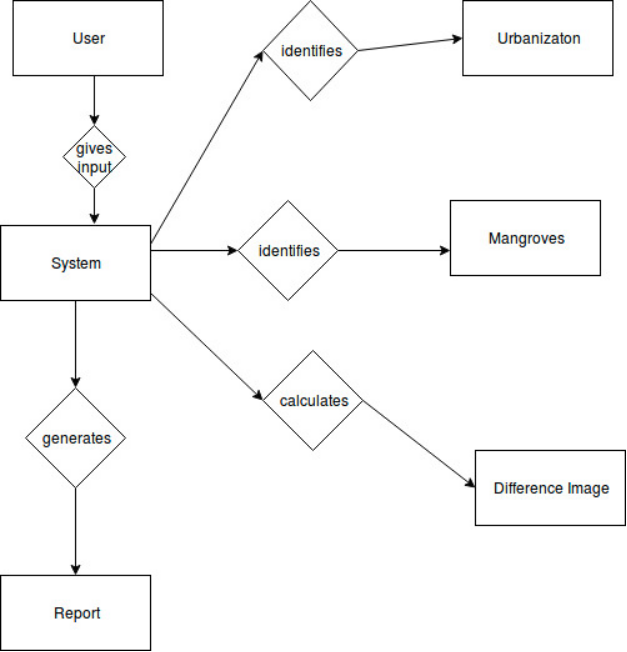 User
identifies
Urbanizaton
gives
input
System
identifies
Mangroves
calculates
generates
Difference Image
Report